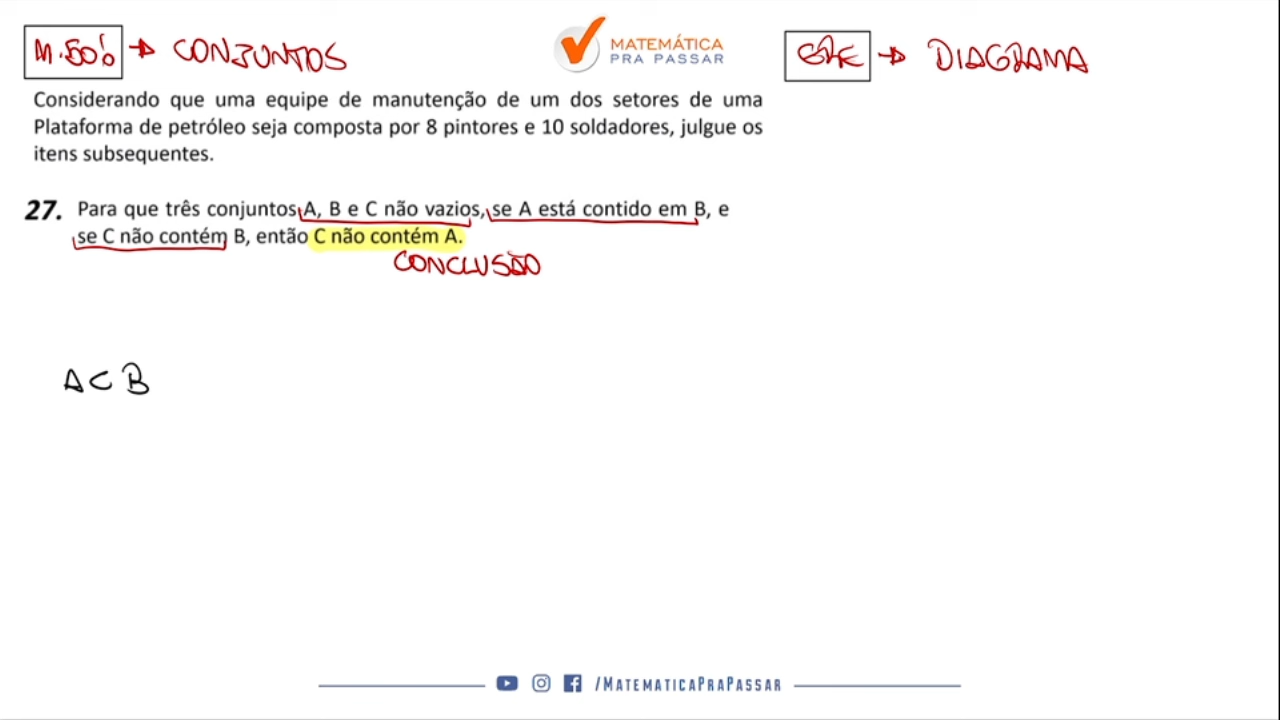 M.50% → CONJUNTOS
MATEMÁTICA
PRA PASSAR
→ DIAGRAMA
Considerando que uma equipe de manutenção de um dos setores de uma
Plataforma de petróleo seja composta por 8 pintores e 10 soldadores, julgue os
itens subsequentes.
27. Para que três conjuntos A, B e C não vazios, se A está contido em B, e
se C não contém B, então C não contém A.
CONCLUSÃO
A⊂B
/MATEMATICAPRAPASSAR